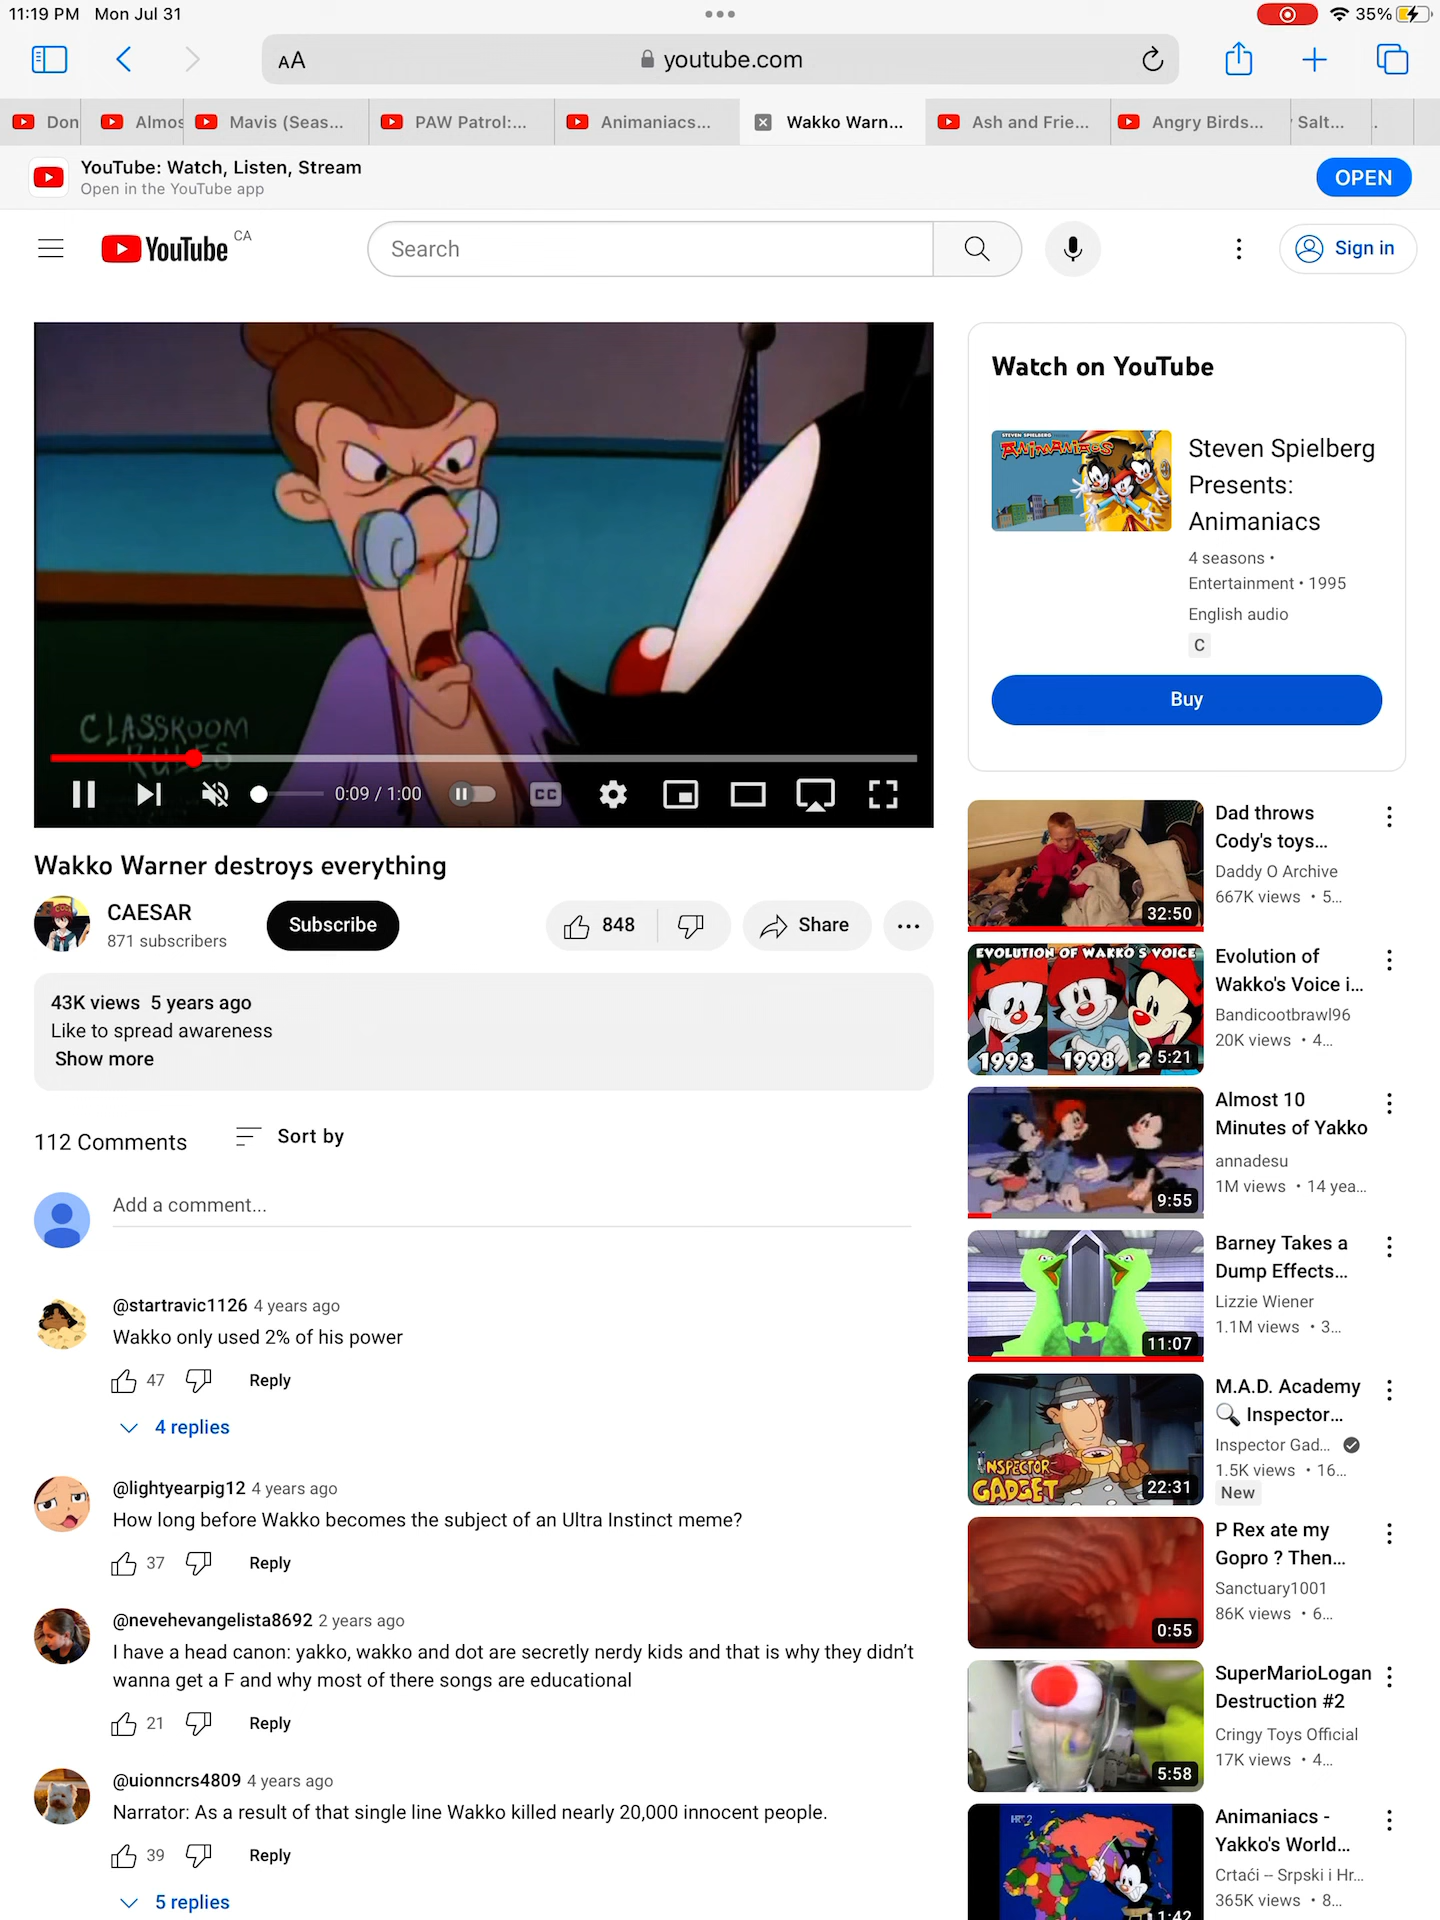 11:19 PM Mon Jul 31
35%
AA
youtube.com
Don
Almos
Mavis (Seas...
PAW Patrol:...
Animaniacs...
Wakko Warn...
Ash and Frie...
Angry Birds...
Salt...
YouTube: Watch, Listen, Stream
Open in the YouTube app
OPEN
YouTube CA
Search
Sign in
CLASSROOM
RULES
0:09 / 1:00
CC
Wakko Warner destroys everything
CAESAR
871 subscribers
Subscribe
848
Share
43K views 5 years ago
Like to spread awareness
Show more
112 Comments
Sort by
Add a comment...
@startravic1126 4 years ago
Wakko only used 2% of his power
47
Reply
4 replies
@lightyearpig12 4 years ago
How long before Wakko becomes the subject of an Ultra Instinct meme?
37
Reply
@nevehevangelista8692 2 years ago
I have a head canon: yakko, wakko and dot are secretly nerdy kids and that is why they didn't
wanna get a F and why most of there songs are educational
21
Reply
@uionncrs4809 4 years ago
Narrator: As a result of that single line Wakko killed nearly 20,000 innocent people.
39
Reply
5 replies
Watch on YouTube
STEVEN SPIELBERG
ANIMANIACS
Steven Spielberg
Presents:
Animaniacs
4 seasons •
Entertainment • 1995
English audio
C
Buy
32:50
Dad throws
Cody's toys...
Daddy O Archive
667K views • 5...
EVOLUTION OF WAKKO'S VOICE
1993
1998
2
5:21
Evolution of
Wakko's Voice i...
Bandicootbrawl96
20K views • 4...
9:55
Almost 10
Minutes of Yakko
annadesu
1M views • 14 yea...
11:07
Barney Takes a
Dump Effects...
Lizzie Wiener
1.1M views • 3...
INSPECTOR
GADGET
22:31
M.A.D. Academy
🔍 Inspector...
Inspector Gad...
1.5K views • 16...
New
0:55
P Rex ate my
Gopro ? Then...
Sanctuary1001
86K views • 6...
5:58
SuperMarioLogan
Destruction #2
Cringy Toys Official
17K views • 4...
HRT 2
1:42
Animaniacs -
Yakko's World...
Crtaći -- Srpski i Hr...
365K views • 8...